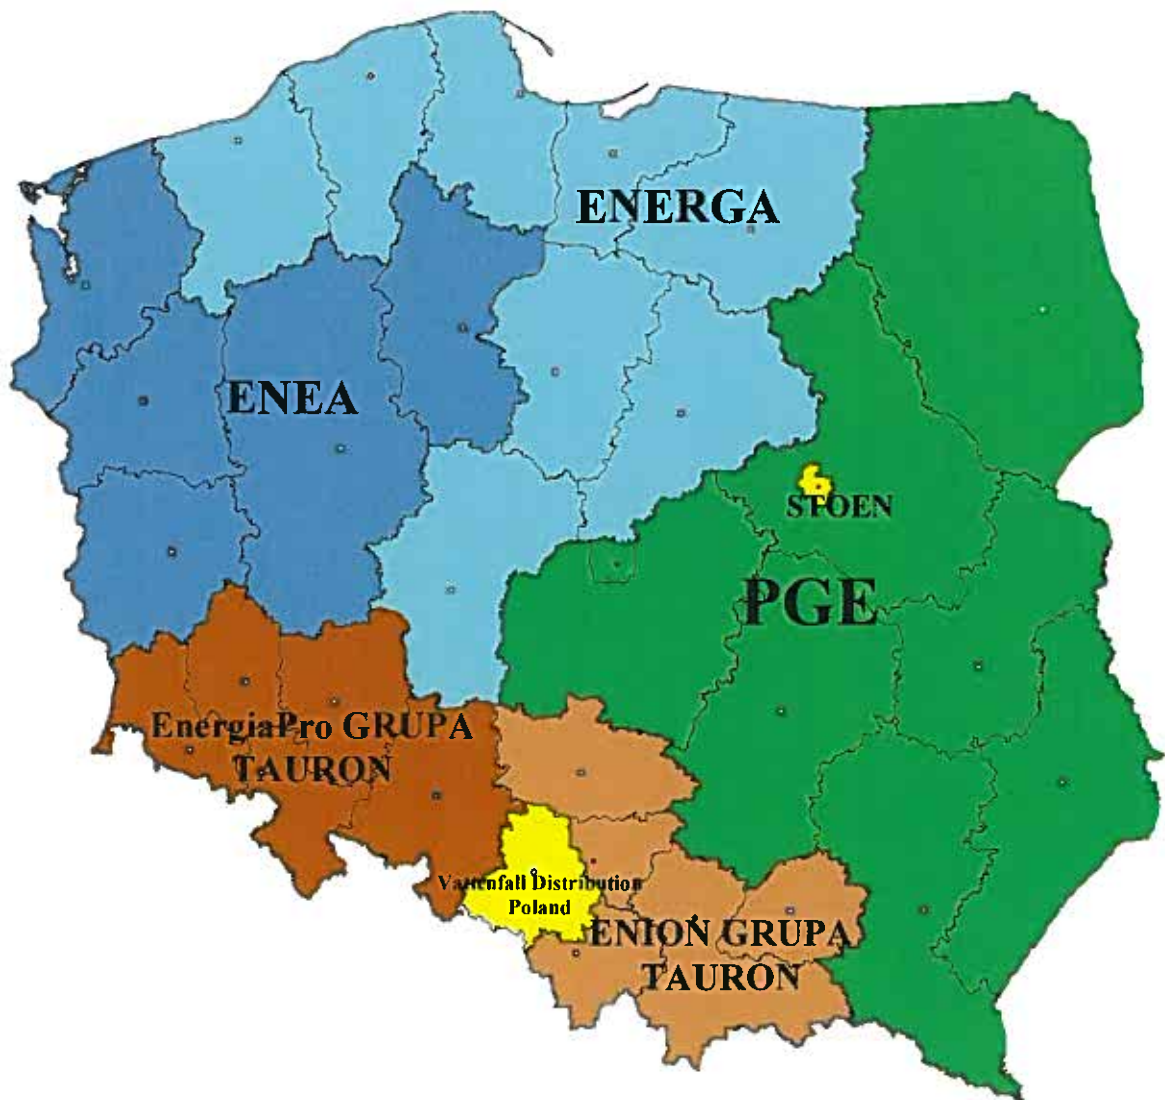 ENERGA
ENEA
STOEN
PGE
EnergiaPro GRUPA
TAURON
Vattenfall Distribution
Poland
ENION GRUPA
TAURON